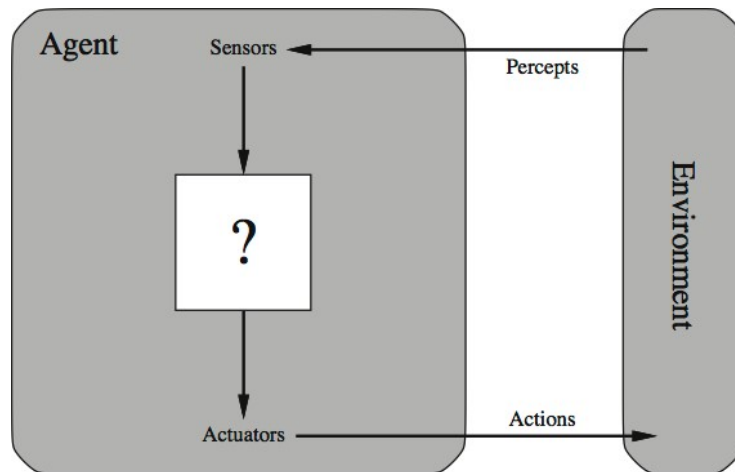 Agent
Sensors
Percepts
?
Environment
Actions
Actuators